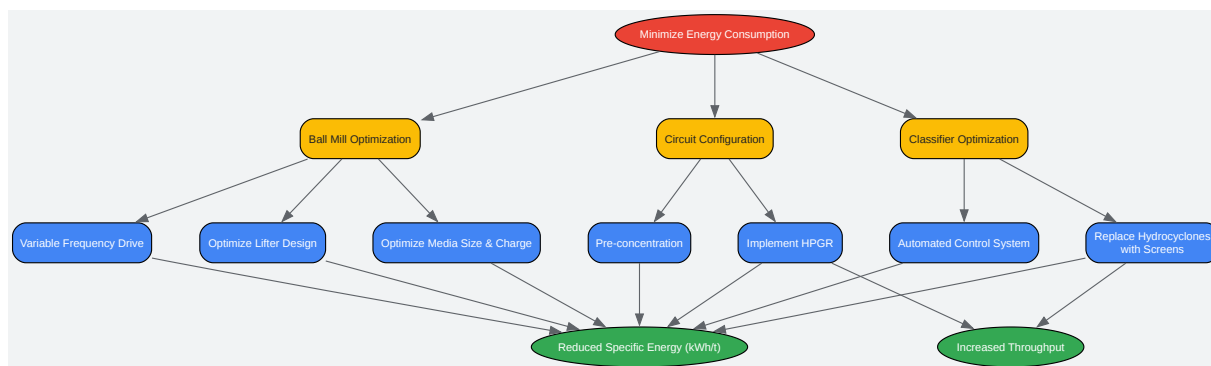 Minimize Energy Consumption
Ball Mill Optimization
Circuit Configuration
Classifier Optimization
Variable Frequency Drive
Optimize Lifter Design
Optimize Media Size & Charge
Pre-concentration
Implement HPGR
Automated Control System
Replace Hydrocyclones
with Screens
Reduced Specific Energy (kWh/t)
Increased Throughput